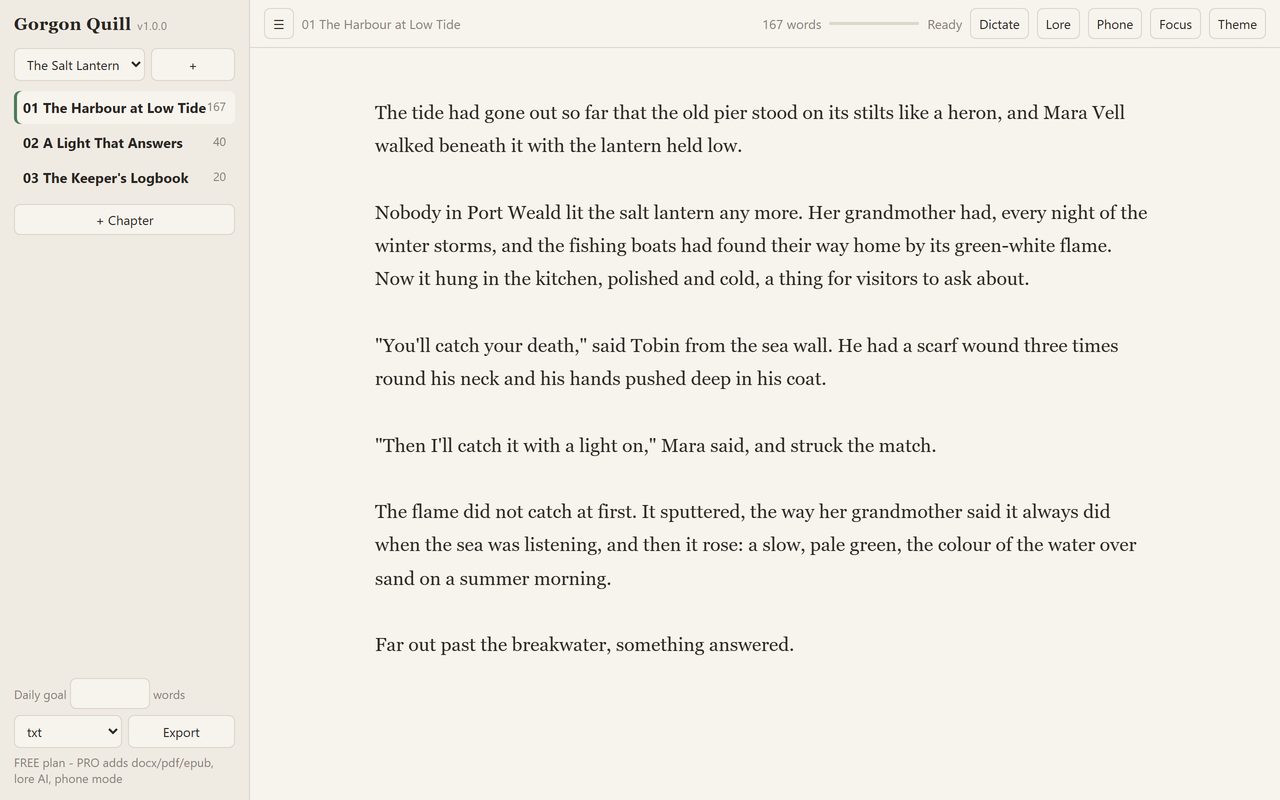 Gorgon Quill v1.0.0
The Salt Lantern
+
01 The Harbour at Low Tide 167
02 A Light That Answers 40
03 The Keeper's Logbook 20
+ Chapter
Daily goal words
txt
Export
FREE plan - PRO adds docx/pdf/epub,
lore AI, phone mode
☰ 01 The Harbour at Low Tide 167 words Ready Dictate Lore Phone Focus Theme
The tide had gone out so far that the old pier stood on its stilts like a heron, and Mara Vell
walked beneath it with the lantern held low.
Nobody in Port Weald lit the salt lantern any more. Her grandmother had, every night of the
winter storms, and the fishing boats had found their way home by its green-white flame.
Now it hung in the kitchen, polished and cold, a thing for visitors to ask about.
"You'll catch your death," said Tobin from the sea wall. He had a scarf wound three times
round his neck and his hands pushed deep in his coat.
"Then I'll catch it with a light on," Mara said, and struck the match.
The flame did not catch at first. It sputtered, the way her grandmother said it always did
when the sea was listening, and then it rose: a slow, pale green, the colour of the water over
sand on a summer morning.
Far out past the breakwater, something answered.